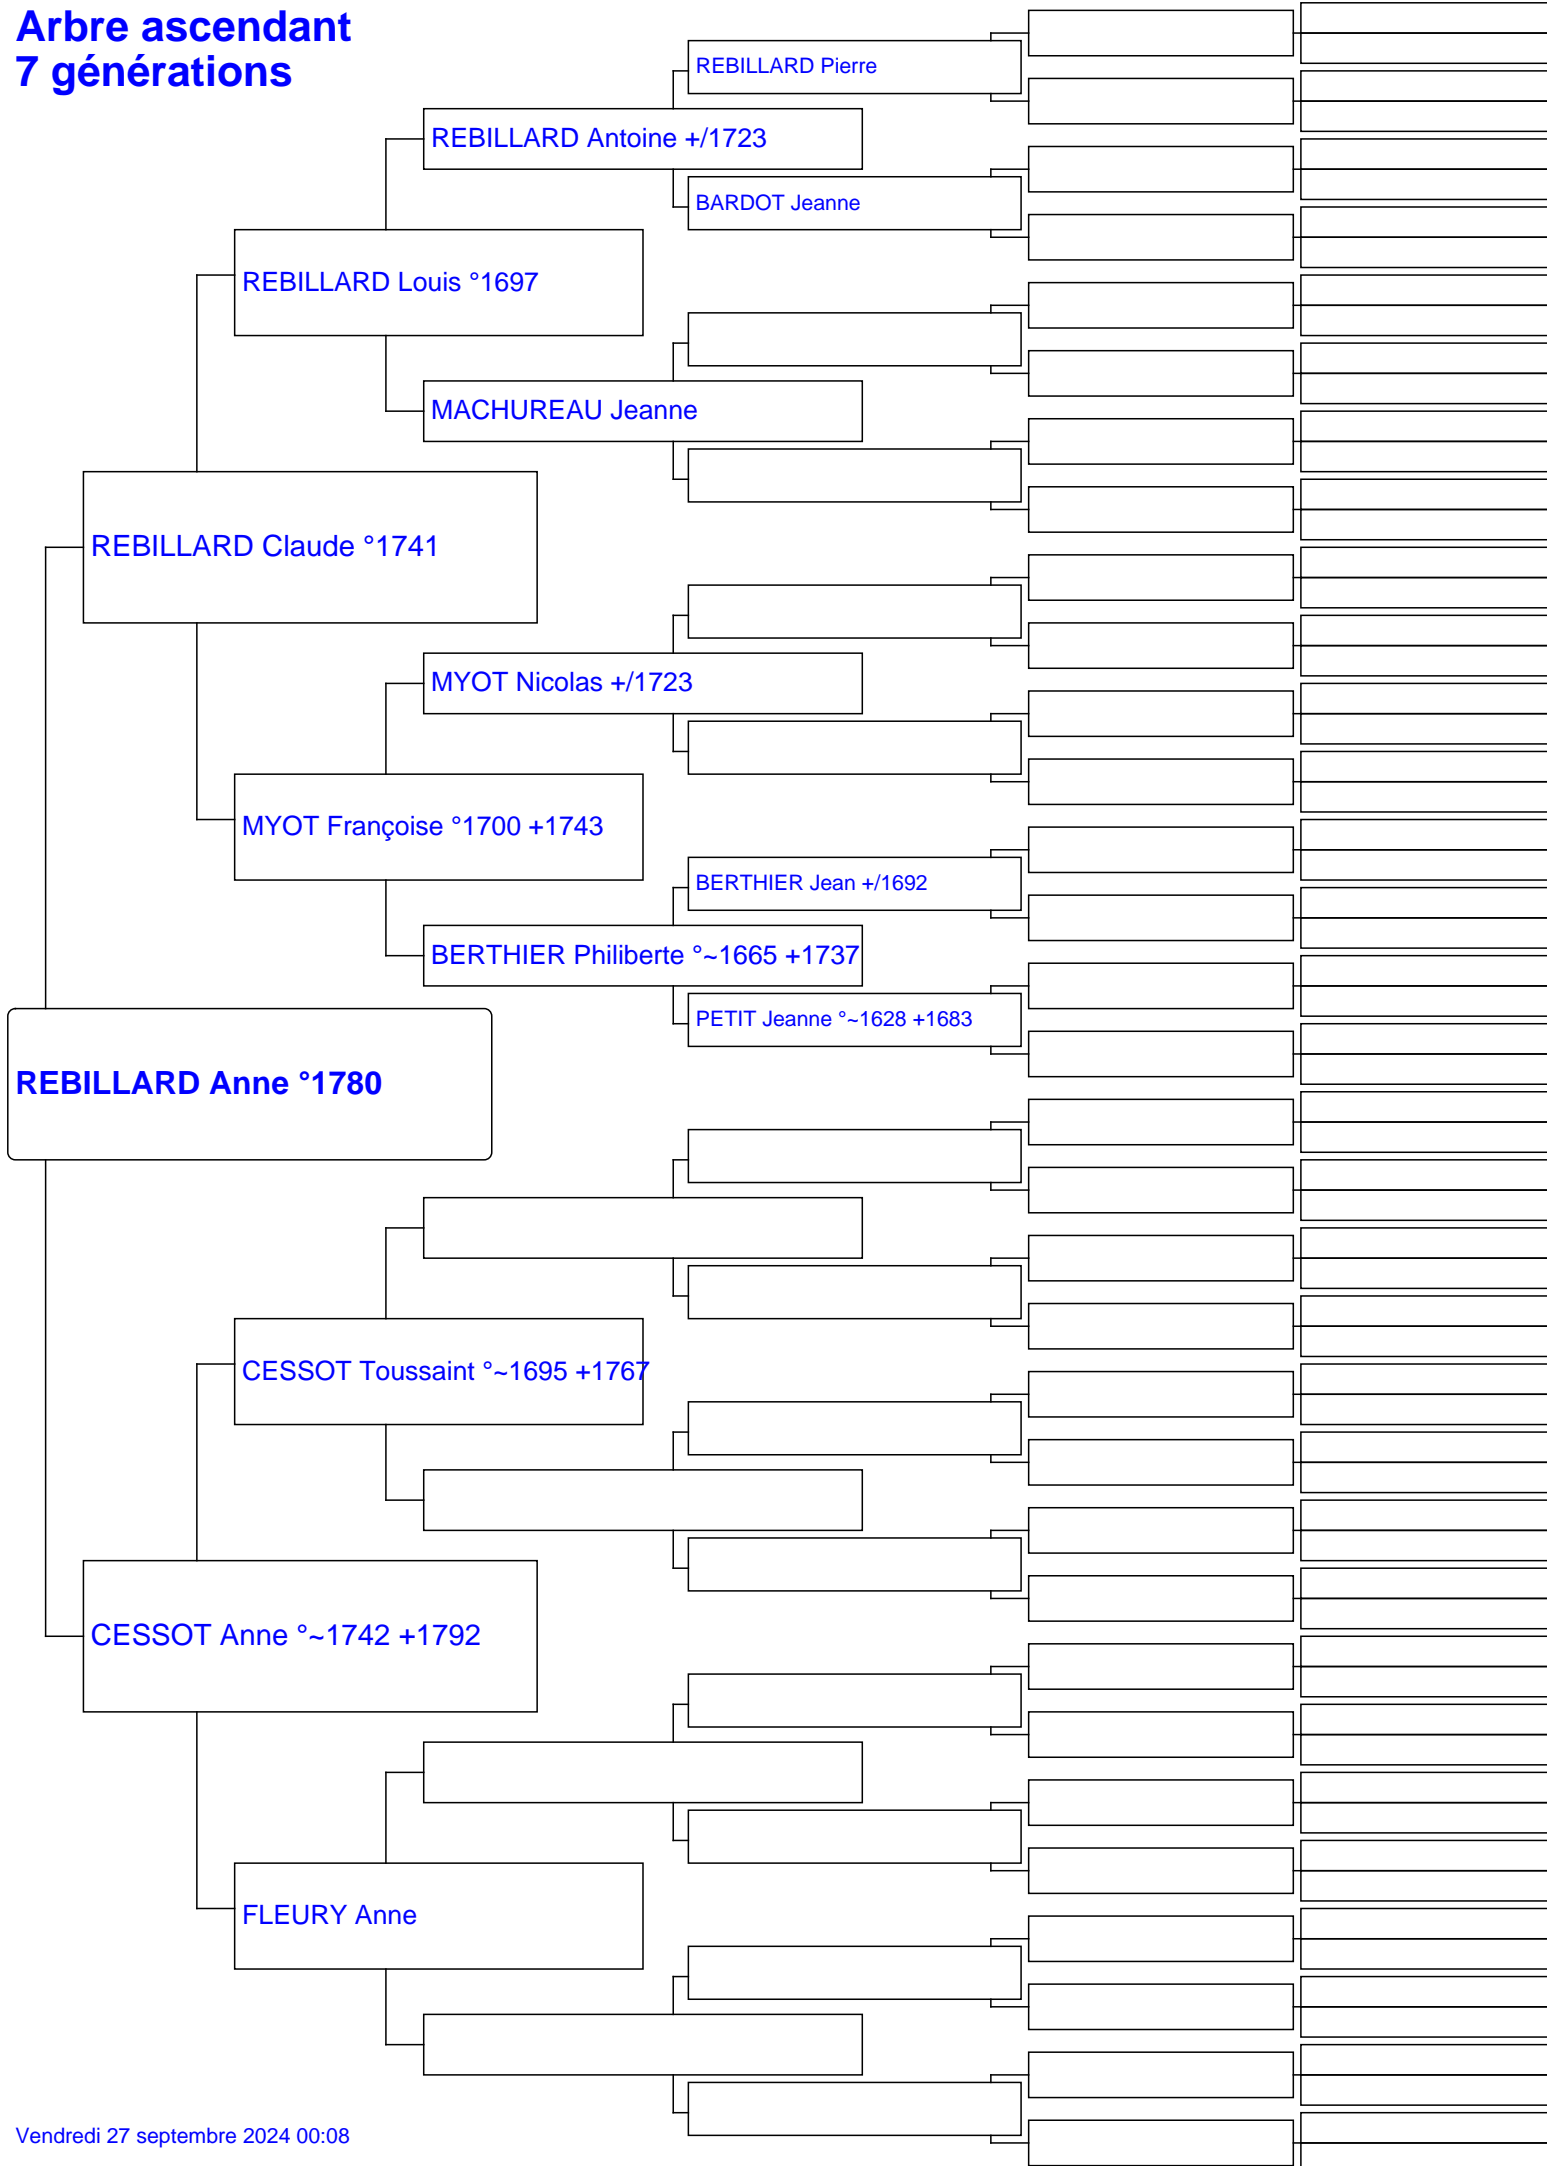 Arbre ascendant
7 générations
REBILLARD Pierre
REBILLARD Antoine +/1723
BARDOT Jeanne
REBILLARD Louis °1697
MACHUREAU Jeanne
REBILLARD Claude °1741
MYOT Nicolas +/1723
MYOT Françoise °1700 +1743
BERTHIER Jean +/1692
BERTHIER Philiberte °~1665 +1737
PETIT Jeanne °~1628 +1683
REBILLARD Anne °1780
CESSOT Toussaint °~1695 +1767
CESSOT Anne °~1742 +1792
FLEURY Anne
Vendredi 27 septembre 2024 00:08